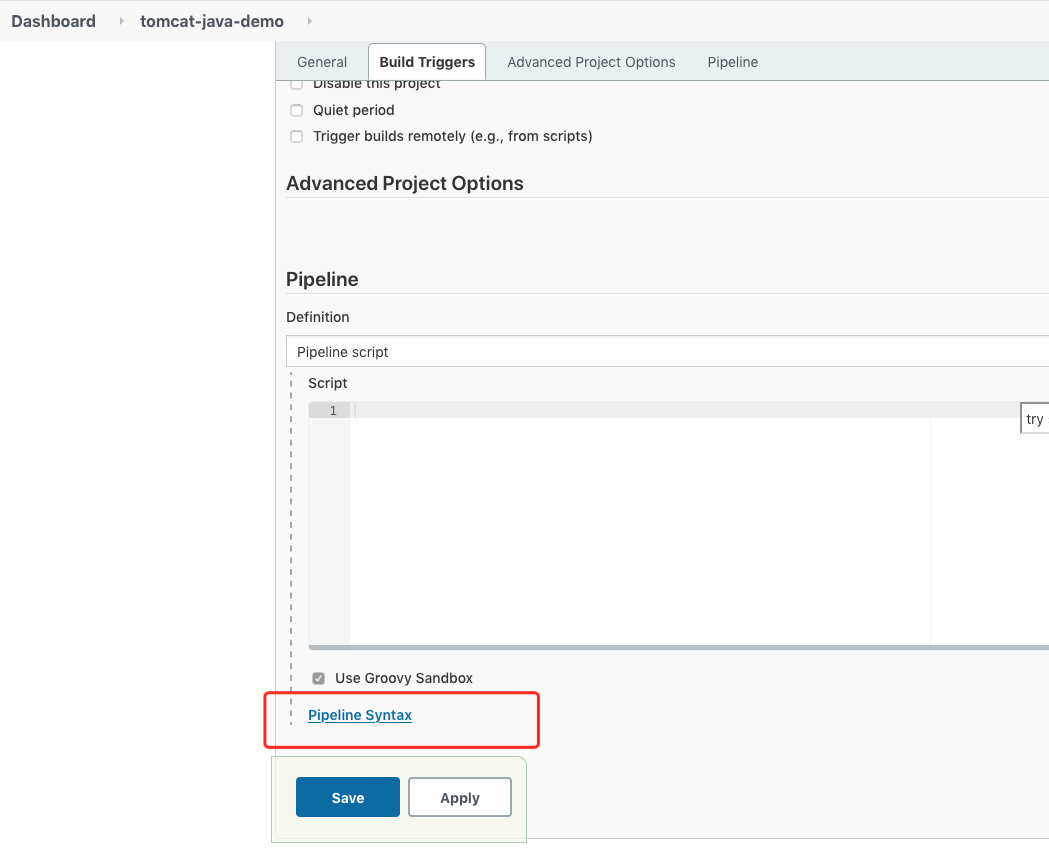 Dashboard tomcat-java-demo
General Build Triggers Advanced Project Options Pipeline
Disable this project
Quiet period
Trigger builds remotely (e.g., from scripts)
Advanced Project Options
Pipeline
Definition
Pipeline script
Script
1
try
Use Groovy Sandbox
Pipeline Syntax
Save Apply